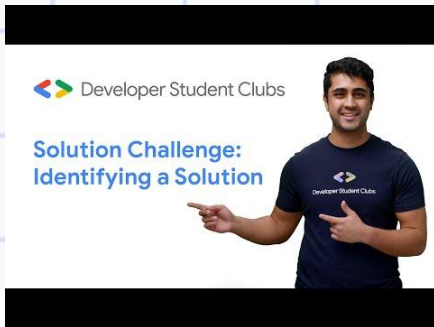 Developer Student Clubs
Solution Challenge:
Identifying a Solution
Developer Student Clubs